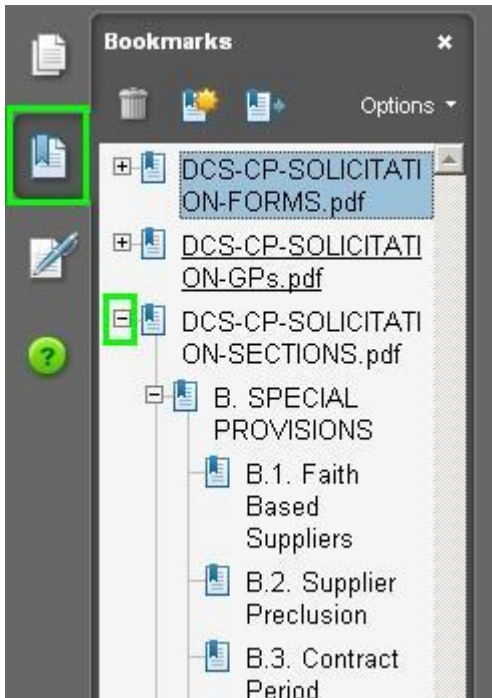 Bookmarks
Options
DCS-CP-SOLICITATI
ON-FORMS.pdf
DCS-CP-SOLICITATI
ON-GPs.pdf
DCS-CP-SOLICITATI
ON-SECTIONS.pdf
B. SPECIAL
PROVISIONS
B.1. Faith
Based
Suppliers
B.2. Supplier
Preclusion
B.3. Contract
Period